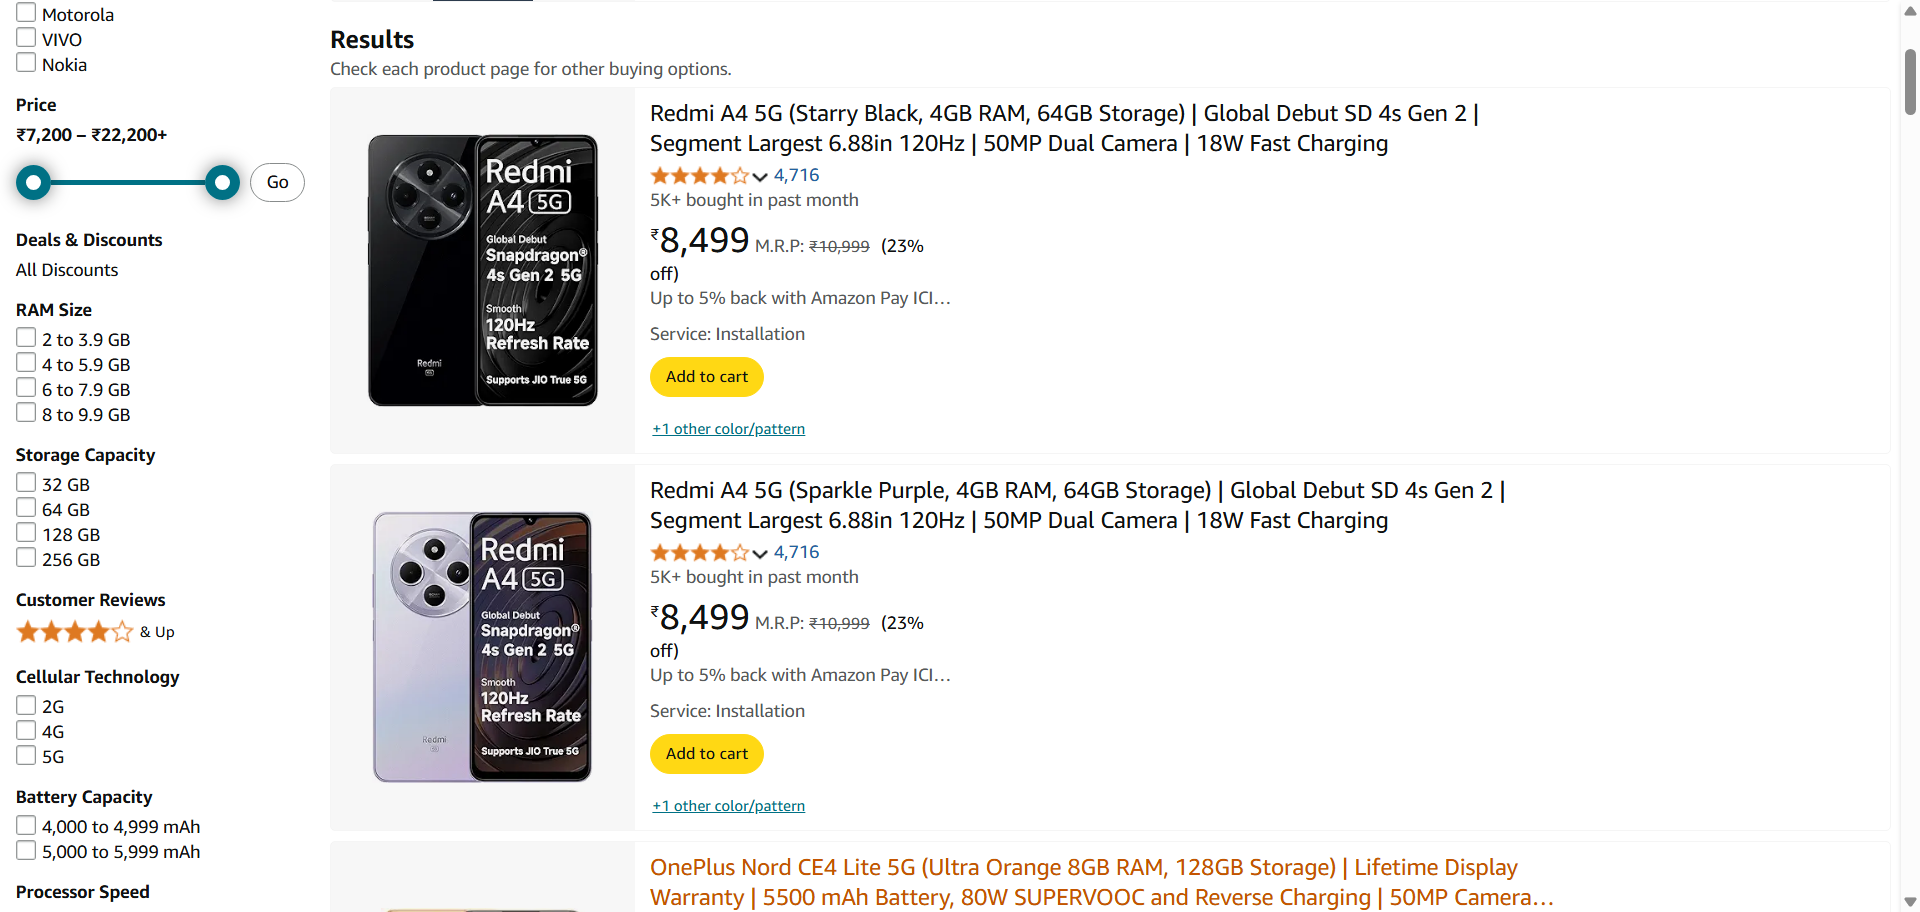 Motorola
VIVO
Nokia
Price
₹7,200 – ₹22,200+
Go
Deals & Discounts
All Discounts
RAM Size
2 to 3.9 GB
4 to 5.9 GB
6 to 7.9 GB
8 to 9.9 GB
Storage Capacity
32 GB
64 GB
128 GB
256 GB
Customer Reviews
& Up
Cellular Technology
2G
4G
5G
Battery Capacity
4,000 to 4,999 mAh
5,000 to 5,999 mAh
Processor Speed
Results
Check each product page for other buying options.
Redmi
A4 5G
Global Debut
Snapdragon®
4s Gen 2 5G
Smooth
120Hz
Refresh Rate
Supports JIO True 5G
Redmi
Redmi A4 5G (Starry Black, 4GB RAM, 64GB Storage) | Global Debut SD 4s Gen 2 |
Segment Largest 6.88in 120Hz | 50MP Dual Camera | 18W Fast Charging
4,716
5K+ bought in past month
₹8,499 M.R.P: ₹10,999 (23%
off)
Up to 5% back with Amazon Pay ICI…
Service: Installation
Add to cart
+1 other color/pattern
Redmi
A4 5G
Global Debut
Snapdragon®
4s Gen 2 5G
Smooth
120Hz
Refresh Rate
Supports JIO True 5G
Redmi
Redmi A4 5G (Sparkle Purple, 4GB RAM, 64GB Storage) | Global Debut SD 4s Gen 2 |
Segment Largest 6.88in 120Hz | 50MP Dual Camera | 18W Fast Charging
4,716
5K+ bought in past month
₹8,499 M.R.P: ₹10,999 (23%
off)
Up to 5% back with Amazon Pay ICI…
Service: Installation
Add to cart
+1 other color/pattern
OnePlus Nord CE4 Lite 5G (Ultra Orange 8GB RAM, 128GB Storage) | Lifetime Display
Warranty | 5500 mAh Battery, 80W SUPERVOOC and Reverse Charging | 50MP Camera…